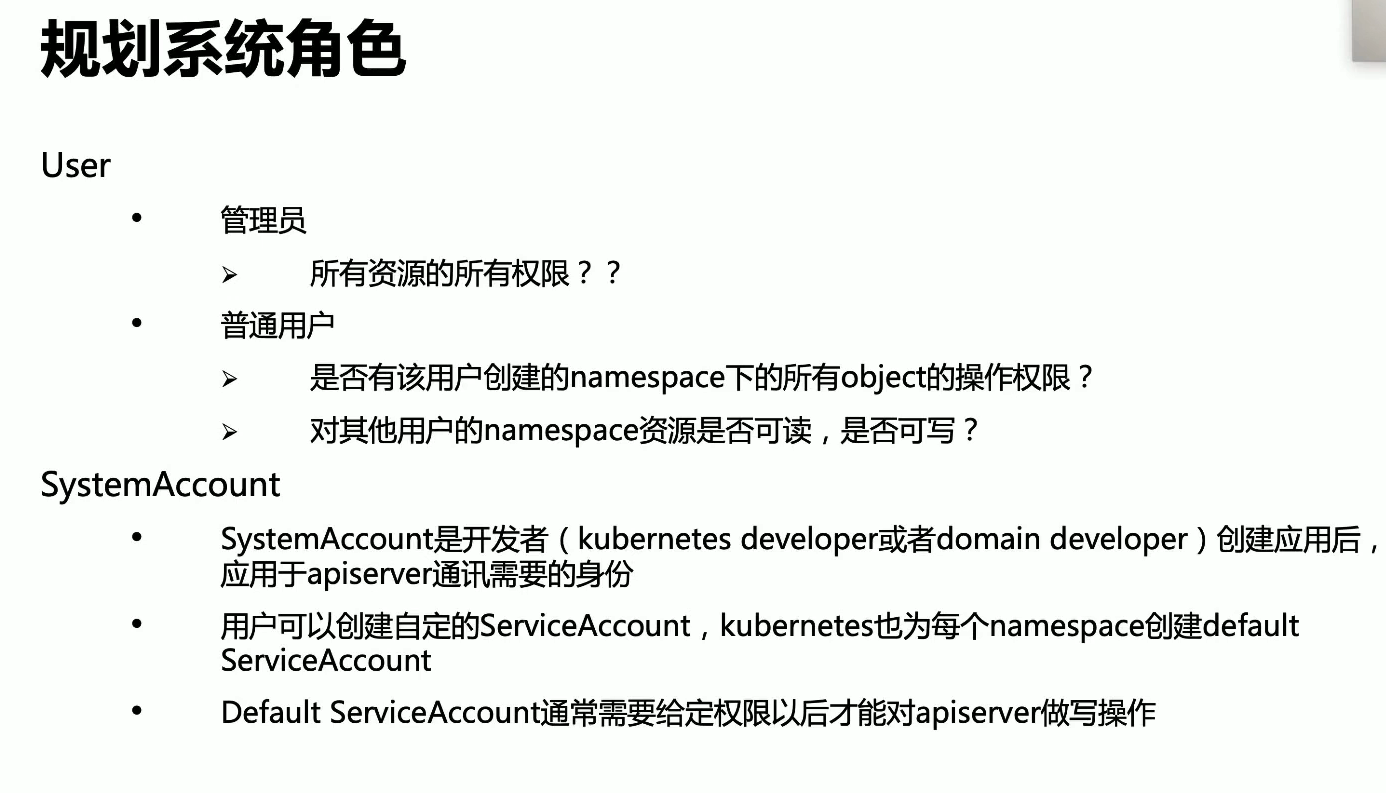 规划系统角色
User
• 管理员
➢ 所有资源的所有权限？？
• 普通用户
➢ 是否有该用户创建的namespace下的所有object的操作权限？
➢ 对其他用户的namespace资源是否可读，是否可写？
SystemAccount
• SystemAccount是开发者（kubernetes developer或者domain developer）创建应用后，
应用于apiserver通讯需要的身份
• 用户可以创建自定的ServiceAccount，kubernetes也为每个namespace创建default
ServiceAccount
• Default ServiceAccount通常需要给定权限以后才能对apiserver做写操作